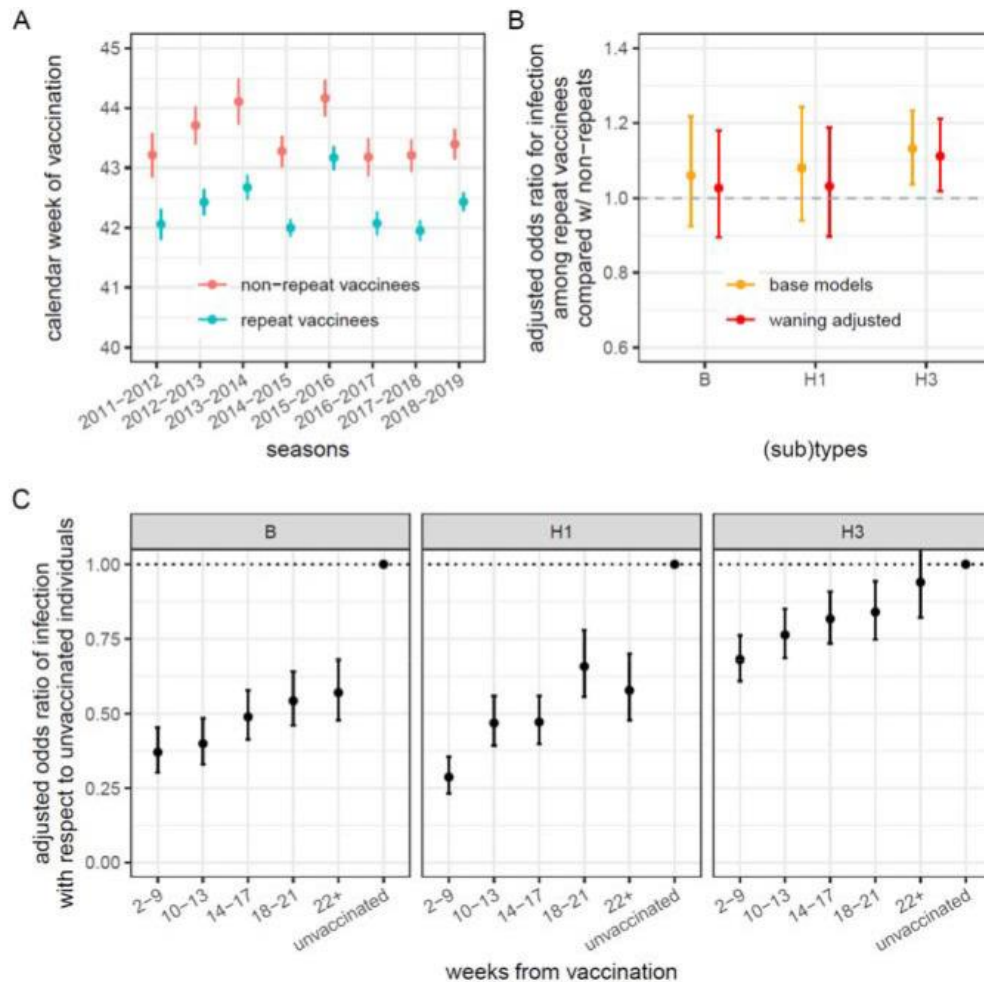 A
calendar week of vaccination
45
44
43
42
41
40
non-repeat vaccinees
repeat vaccinees
2011-2012
2012-2013
2013-2014
2014-2015
2015-2016
2016-2017
2017-2018
2018-2019
seasons
B
adjusted odds ratio for infection
among repeat vaccinees
compared w/ non-repeats
1.4
1.2
1.0
0.8
0.6
base models
waning adjusted
B
H1
H3
(sub)types
C
adjusted odds ratio of infection
with respect to unvaccinated individuals
B
H1
H3
1.00
0.75
0.50
0.25
0.00
2-9
10-13
14-17
18-21
22+
unvaccinated
2-9
10-13
14-17
18-21
22+
unvaccinated
2-9
10-13
14-17
18-21
22+
unvaccinated
weeks from vaccination